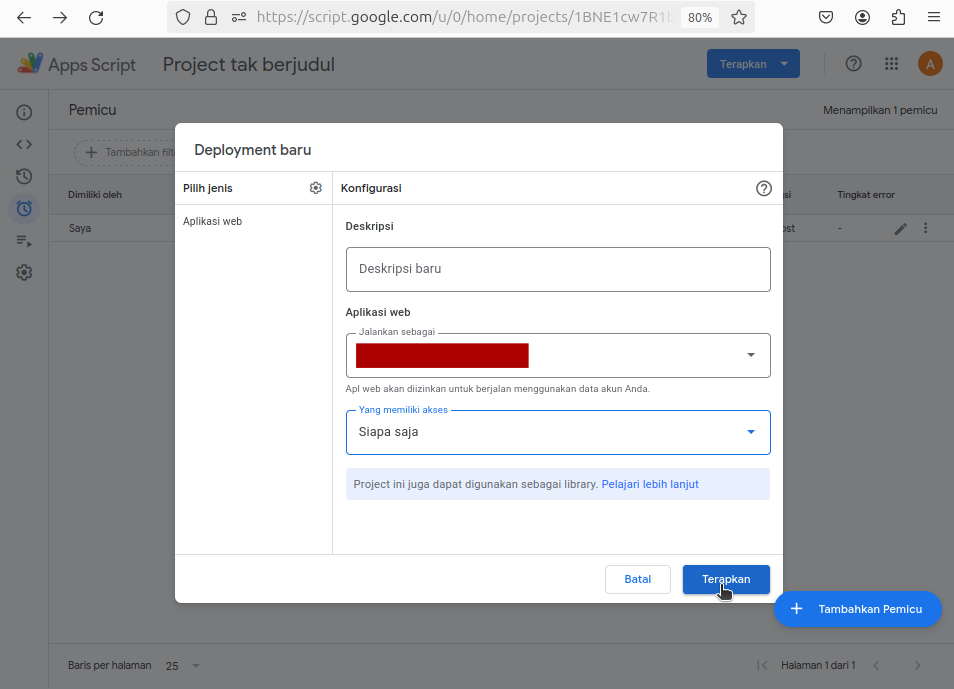 https://script.google.com/u/0/home/projects/1BNE1cw7R1
80%
Apps Script
Project tak berjudul
Terapkan
A
Pemicu
Menampilkan 1 pemicu
Tambahkan filt
Dimiliki oleh
si
Tingkat error
Saya
ost
-
Deployment baru
Pilih jenis
Konfigurasi
Aplikasi web
Deskripsi
Deskripsi baru
Aplikasi web
Jalankan sebagai
Apl web akan diizinkan untuk berjalan menggunakan data akun Anda.
Yang memiliki akses
Siapa saja
Project ini juga dapat digunakan sebagai library. Pelajari lebih lanjut
Batal
Terapkan
Tambahkan Pemicu
Baris per halaman
25
Halaman 1 dari 1